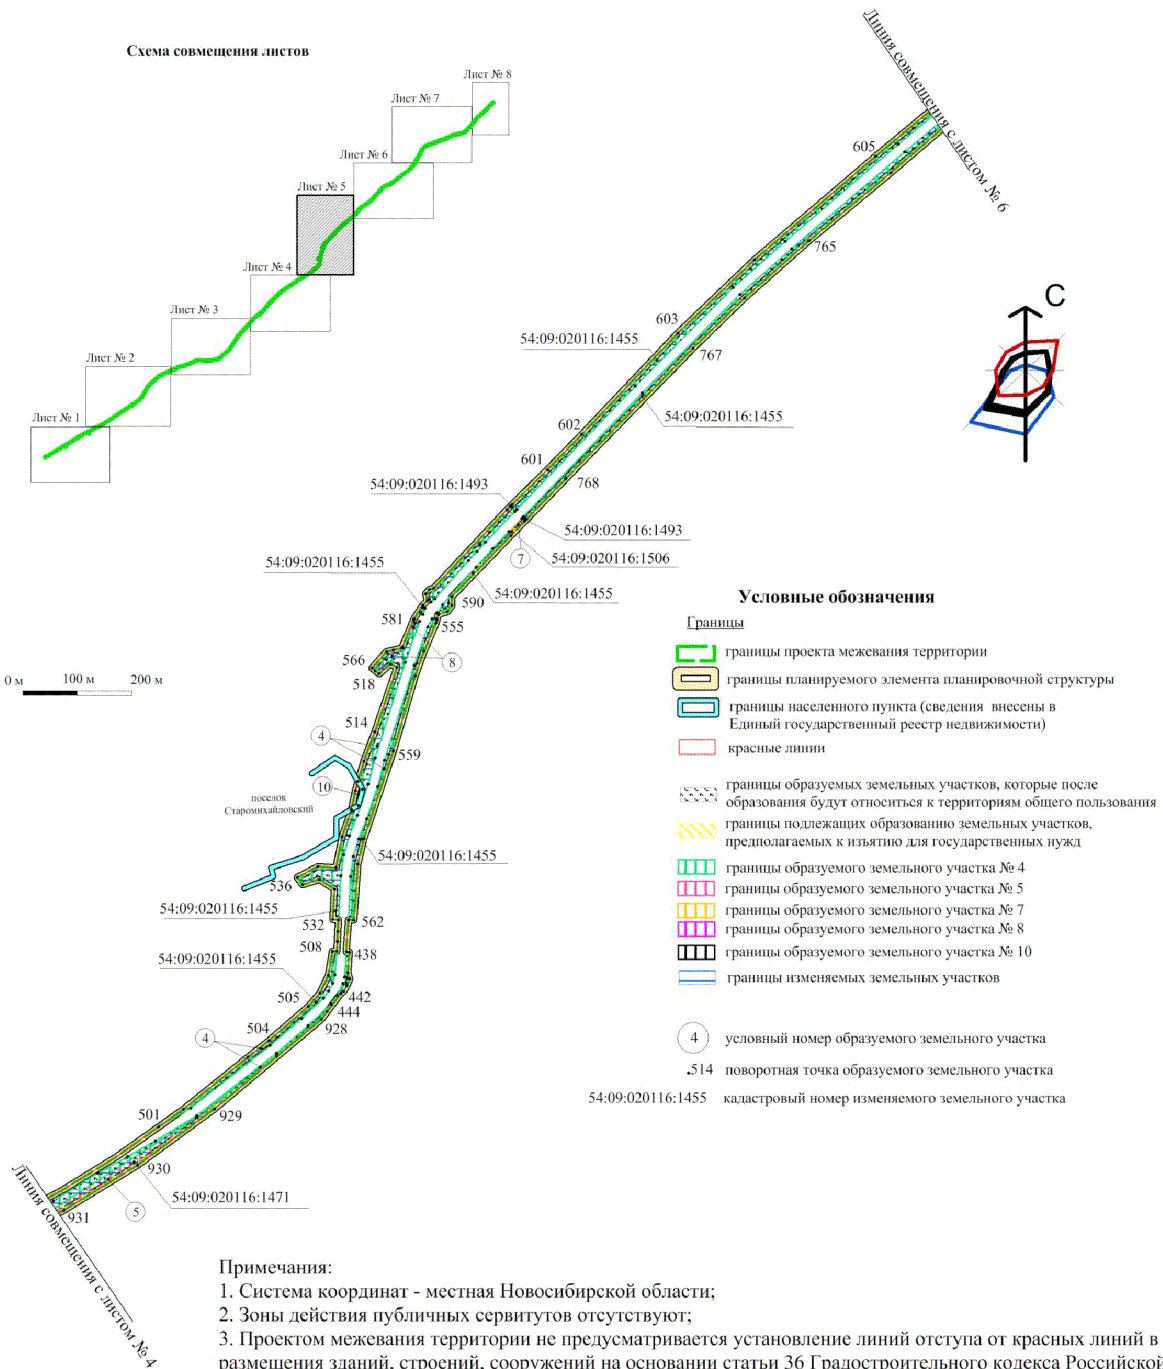 Схема совмещения листов
Лист № 8
Лист № 7
Лист № 6
Лист № 5
Лист № 4
Лист № 3
Лист № 2
Лист № 1
Линия совмещения с листом № 6
605
765
С
603
54:09:020116:1455
767
54:09:020116:1455
602
601
54:09:020116:1493
768
54:09:020116:1493
7
54:09:020116:1506
54:09:020116:1455
54:09:020116:1455
590
581
555
566
8
518
0 м 100 м 200 м
514
4
559
10
поселок
Старомихайловский
54:09:020116:1455
536
54:09:020116:1455
532
562
508
438
54:09:020116:1455
505
442
444
504
928
4
501
929
930
54:09:020116:1471
5
931
Линия совмещения с листом № 4
Условные обозначения
Границы
границы проекта межевания территории
границы планируемого элемента планировочной структуры
границы населенного пункта (сведения внесены в
Единый государственный реестр недвижимости)
красные линии
границы образуемых земельных участков, которые после
образования будут относиться к территориям общего пользования
границы подлежащих образованию земельных участков,
предполагаемых к изъятию для государственных нужд
границы образуемого земельного участка № 4
границы образуемого земельного участка № 5
границы образуемого земельного участка № 7
границы образуемого земельного участка № 8
границы образуемого земельного участка № 10
границы изменяемых земельных участков
4 условный номер образуемого земельного участка
.514 поворотная точка образуемого земельного участка
54:09:020116:1455 кадастровый номер изменяемого земельного участка
Примечания:
1. Система координат - местная Новосибирской области;
2. Зоны действия публичных сервитутов отсутствуют;
3. Проектом межевания территории не предусматривается установление линий отступа от красных линий в
размещения зданий, строений, сооружений на основании статьи 36 Градостроительного кодекса Российской